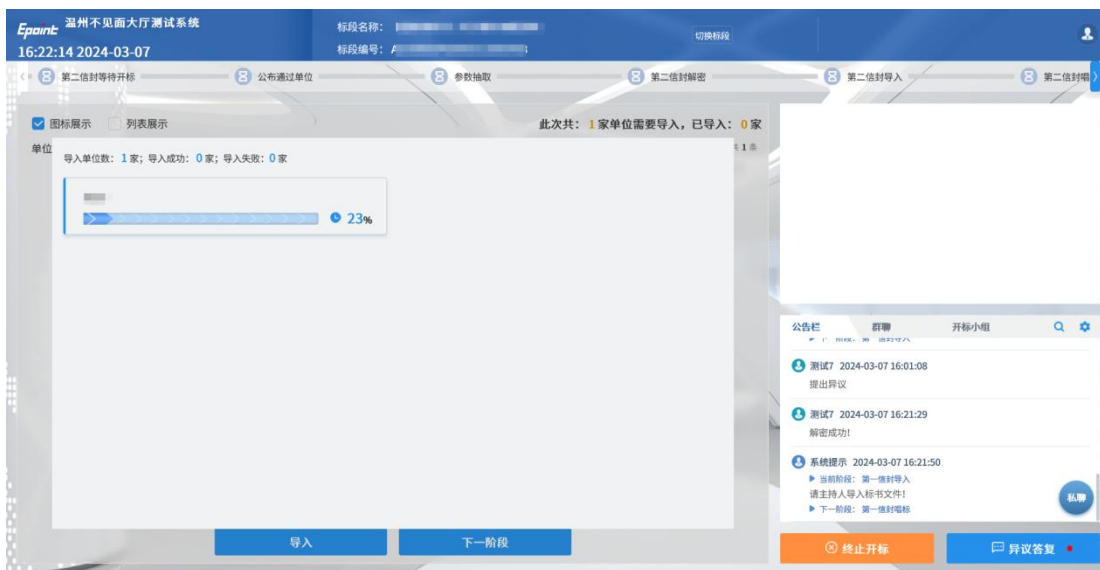 Epoint 温州不见面大厅测试系统
16:22:14 2024-03-07
标段名称：
标段编号：
切换标段
第二信封等待开标
公布通过单位
参数抽取
第二信封解密
第二信封导入
第二信封唱
图标展示 列表展示
此次共：1家单位需要导入，已导入：0家
单位
共 1 条
导入单位数：1家；导入成功：0家；导入失败：0家
23%
导入
下一阶段
公告栏 群聊 开标小组
测试7 2024-03-07 16:01:08
提出异议
测试7 2024-03-07 16:21:29
解密成功!
系统提示 2024-03-07 16:21:50
当前阶段：第一信封导入
请主持人导入标书文件!
下一阶段：第一信封唱标
私聊
终止开标
异议答复